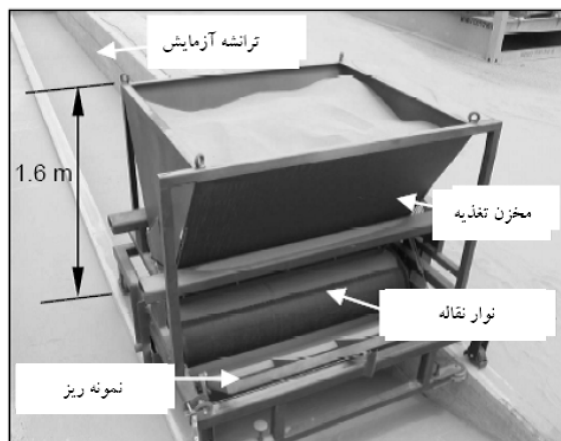 ترانشه آزمایش
1.6 m
مخزن تغذیه
نوار نقاله
نمونه ریز